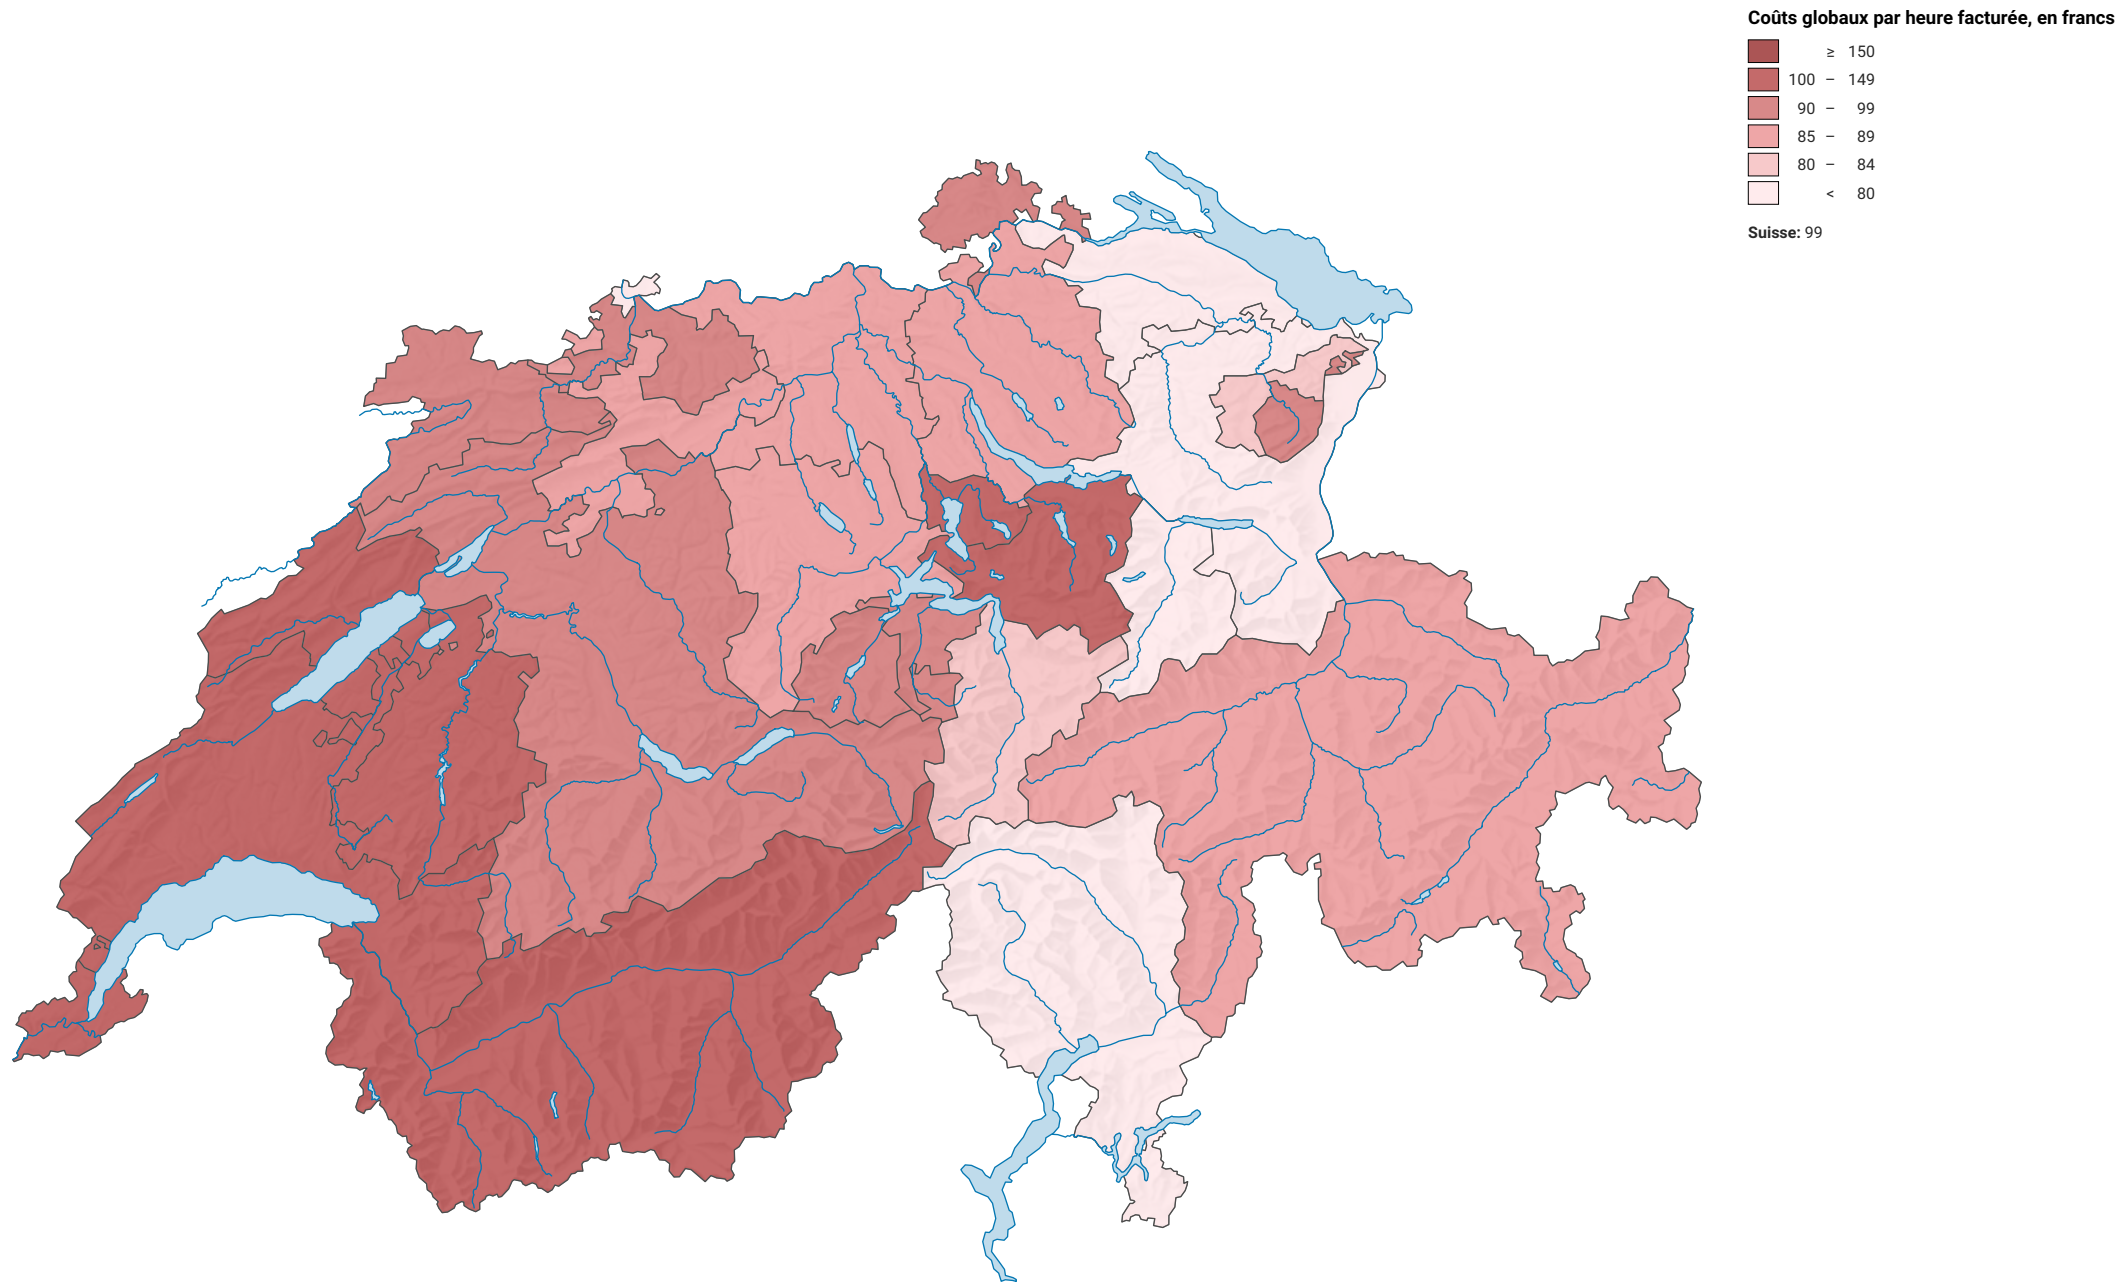 Coûts globaux par heure facturée, en francs
≥ 150
100 – 149
90 – 99
85 – 89
80 – 84
< 80
Suisse: 99